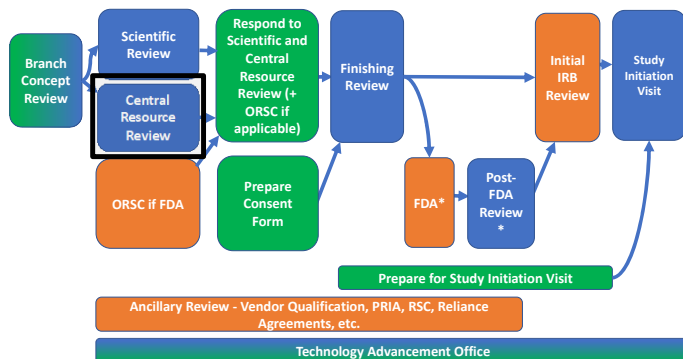 Branch
Concept
Review
Scientific
Review
Central
Resource
Review
ORSC if FDA
Respond to
Scientific and
Central
Resource
Review (+
ORSC if
applicable)
Prepare
Consent
Form
Finishing
Review
FDA*
Post-
FDA
Review
*
Initial
IRB
Review
Study
Initiation
Visit
Prepare for Study Initiation Visit
Ancillary Review - Vendor Qualification, PRIA, RSC, Reliance
Agreements, etc.
Technology Advancement Office